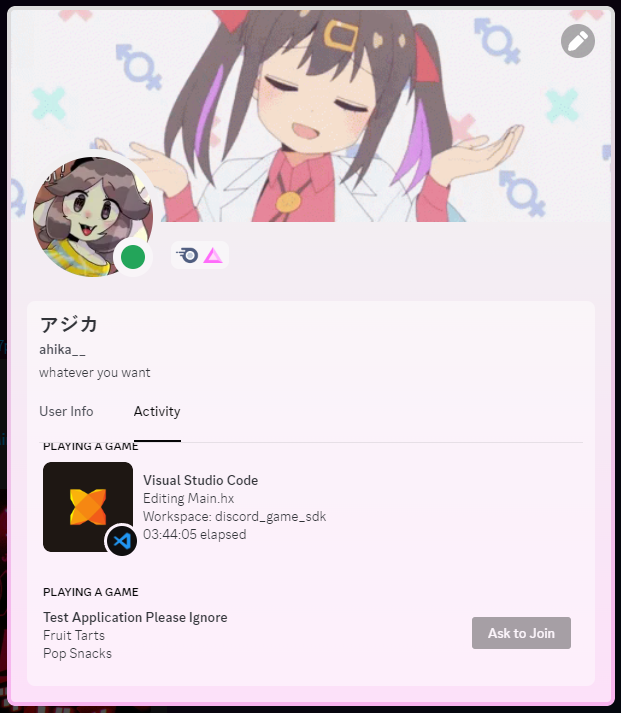 アジカ
ahika__
whatever you want
User Info
Activity
PLAYING A GAME
Visual Studio Code
Editing Main.hx
Workspace: discord_game_sdk
03:44:05 elapsed
PLAYING A GAME
Test Application Please Ignore
Fruit Tarts
Pop Snacks
Ask to Join